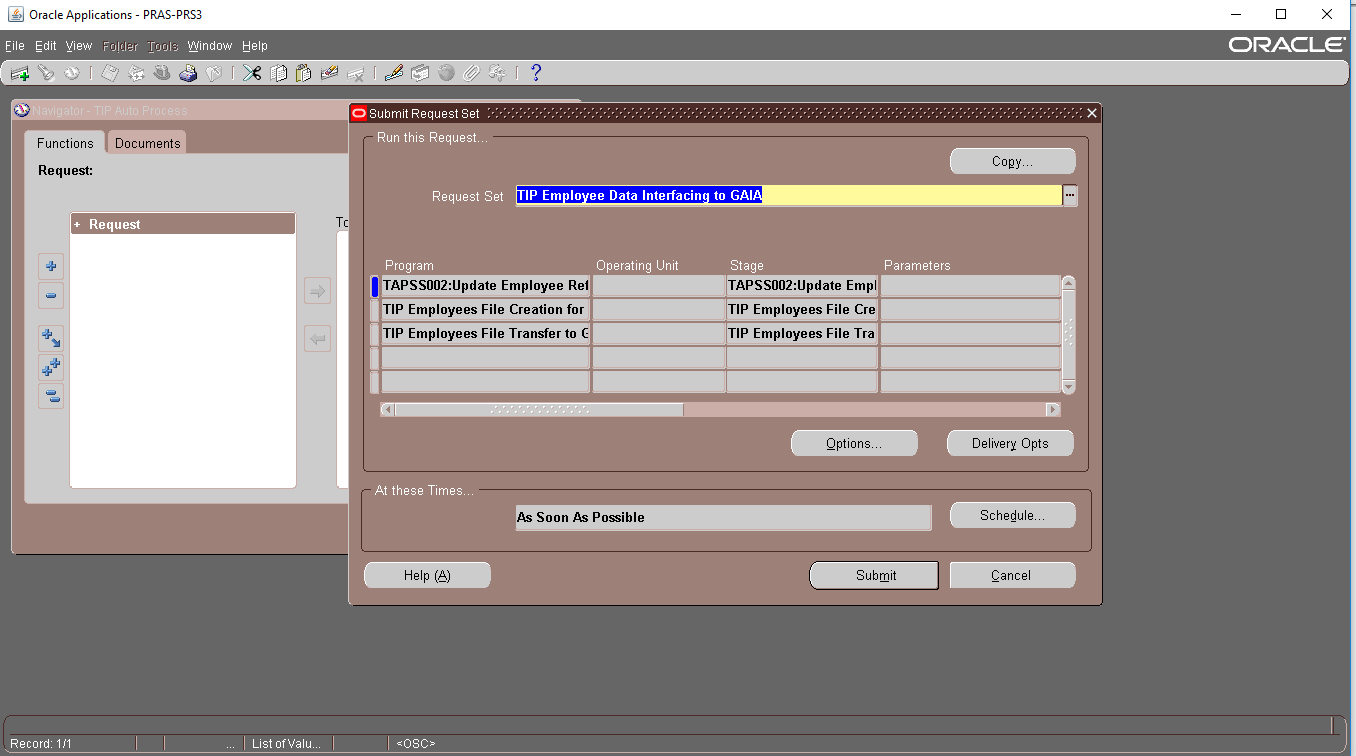 Oracle Applications - PRAS-PRS3
File Edit View Folder Tools Window Help
ORACLE
Navigator - TIP Auto Process
Functions Documents
Request:
+ Request
To
Submit Request Set
Run this Request...
Copy...
Request Set TIP Employee Data Interfacing to GAIA
Program Operating Unit Stage Parameters
TAPSS002:Update Employee Ref TAPSS002:Update Empl
TIP Employees File Creation for TIP Employees File Cre
TIP Employees File Transfer to G TIP Employees File Tra
Options... Delivery Opts
At these Times...
As Soon As Possible Schedule...
Help (A) Submit Cancel
Record: 1/1 ... List of Valu... <OSC>